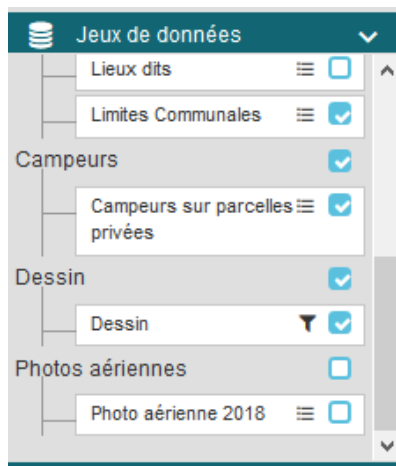 Jeux de données
Lieux dits
Limites Communales
Campeurs
Campeurs sur parcelles
privées
Dessin
Dessin
Photos aériennes
Photo aérienne 2018